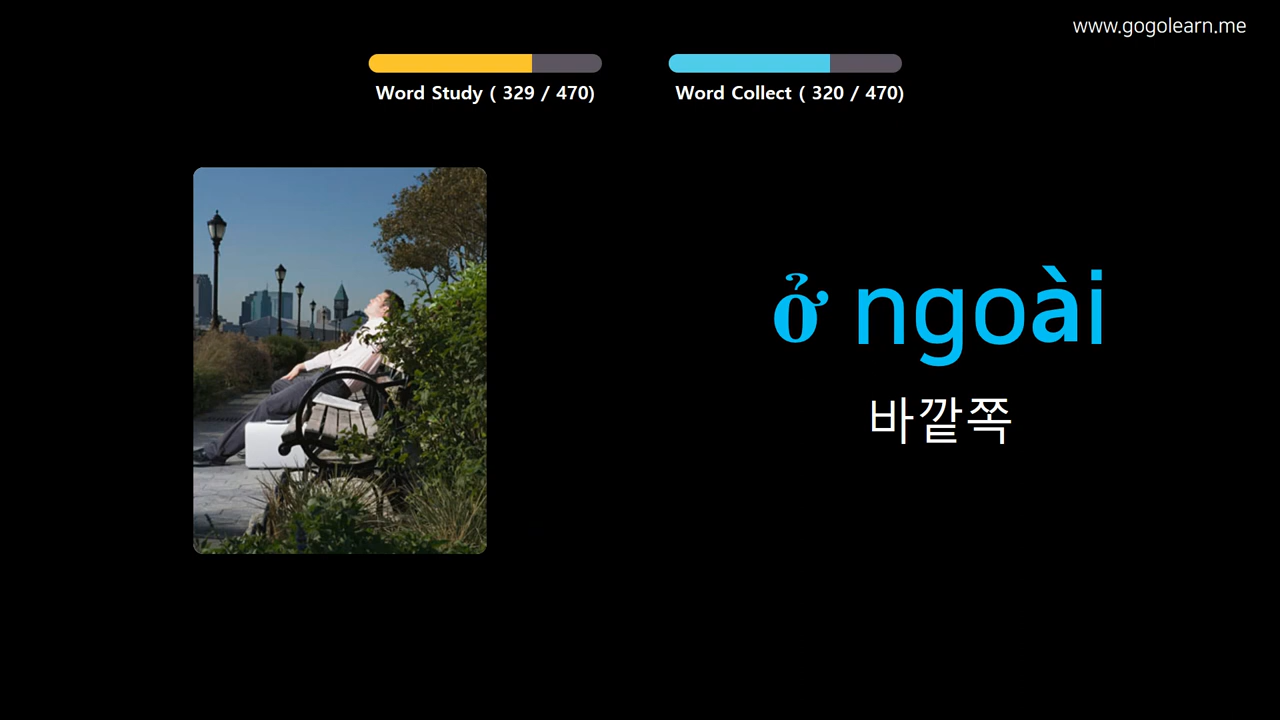 www.gogolearn.me
Word Study ( 329 / 470)
Word Collect ( 320 / 470)
ở ngoài
바깥쪽